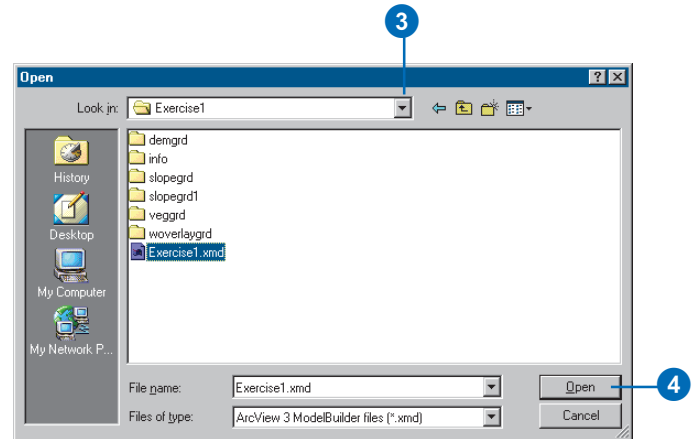 3
Open
Look in:
Exercise1
demgrd
info
slopegrd
slopegrd1
veggrd
woverlaygrd
Exercise1.xmd
History
Desktop
My Computer
My Network P...
File name:
Exercise1.xmd
Open
4
Files of type:
ArcView 3 ModelBuilder files (*.xmd)
Cancel